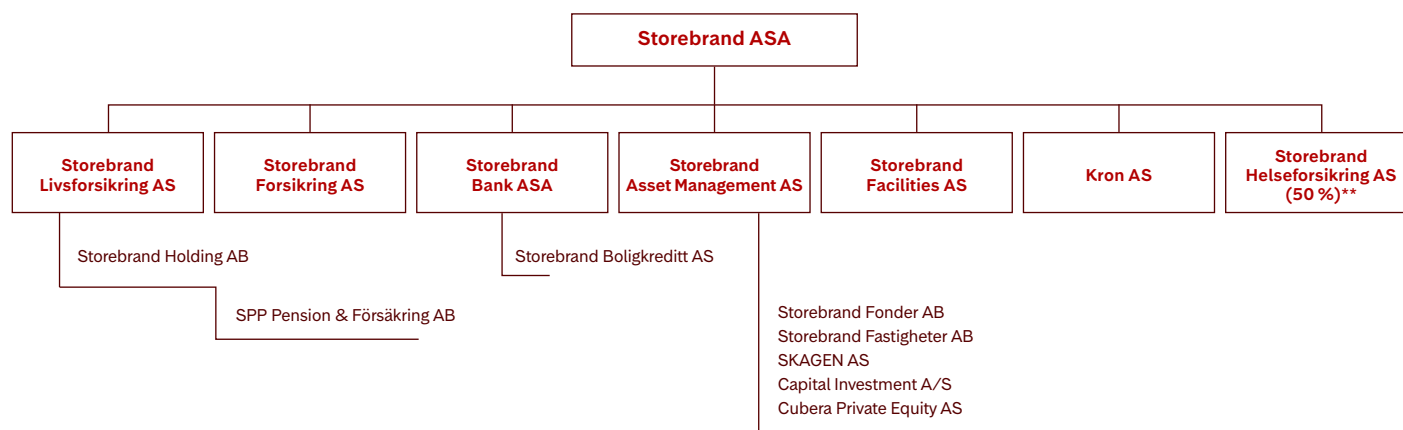 Storebrand ASA
Storebrand
Livsforsikring AS
Storebrand
Forsikring AS
Storebrand
Bank ASA
Storebrand
Asset Management AS
Storebrand
Facilities AS
Kron AS
Storebrand
Helseforsikring AS
(50 %)**
Storebrand Holding AB
SPP Pension & Försäkring AB
Storebrand Boligkreditt AS
Storebrand Fonder AB
Storebrand Fastigheter AB
SKAGEN AS
Capital Investment A/S
Cubera Private Equity AS